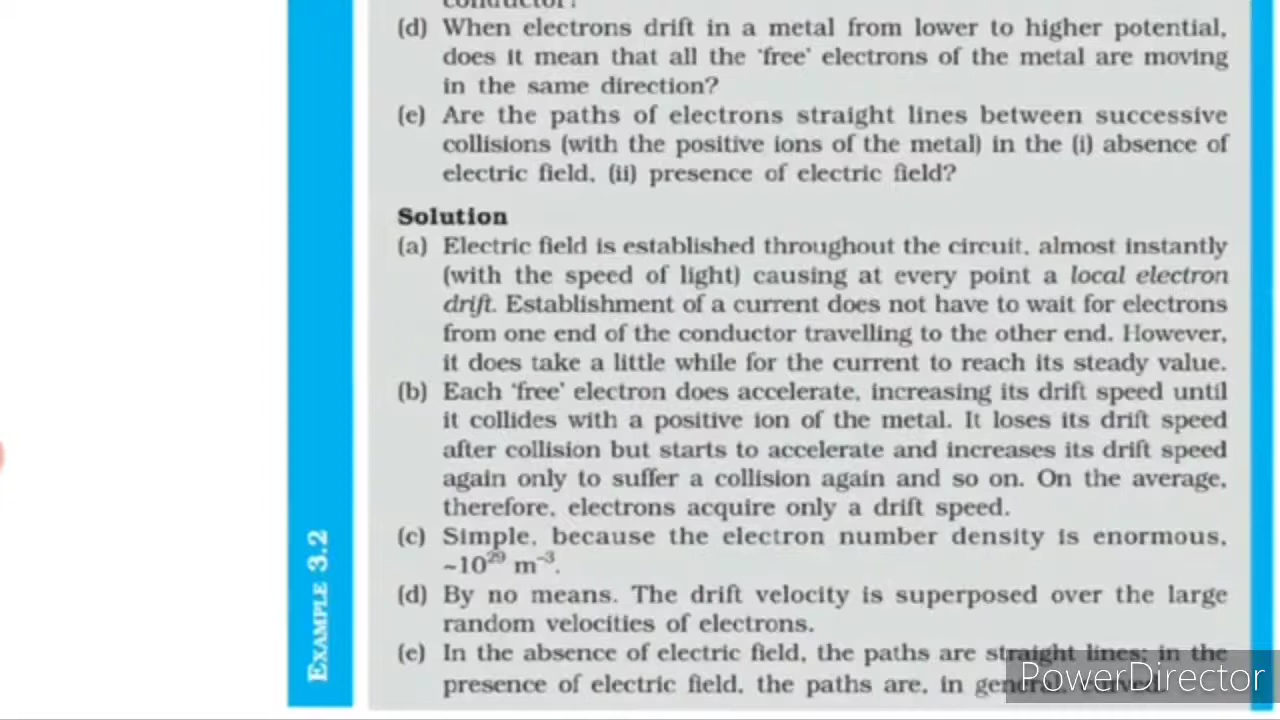 conductor?
(d) When electrons drift in a metal from lower to higher potential,
does it mean that all the ‘free’ electrons of the metal are moving
in the same direction?
(e) Are the paths of electrons straight lines between successive
collisions (with the positive ions of the metal) in the (i) absence of
electric field, (ii) presence of electric field?
Solution
(a) Electric field is established throughout the circuit, almost instantly
(with the speed of light) causing at every point a local electron
drift. Establishment of a current does not have to wait for electrons
from one end of the conductor travelling to the other end. However,
it does take a little while for the current to reach its steady value.
(b) Each ‘free’ electron does accelerate, increasing its drift speed until
it collides with a positive ion of the metal. It loses its drift speed
after collision but starts to accelerate and increases its drift speed
again only to suffer a collision again and so on. On the average,
therefore, electrons acquire only a drift speed.
(c) Simple, because the electron number density is enormous,
~10²⁹ m⁻³.
(d) By no means. The drift velocity is superposed over the large
random velocities of electrons.
(e) In the absence of electric field, the paths are straight lines; in the
presence of electric field, the paths are, in general curved.
EXAMPLE 3.2
PowerDirector